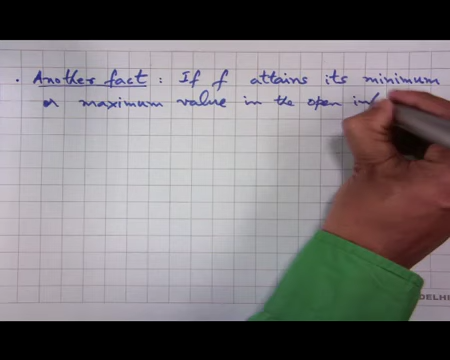 . Another fact : If f attains its minimum
or maximum value in the open in
DELHI